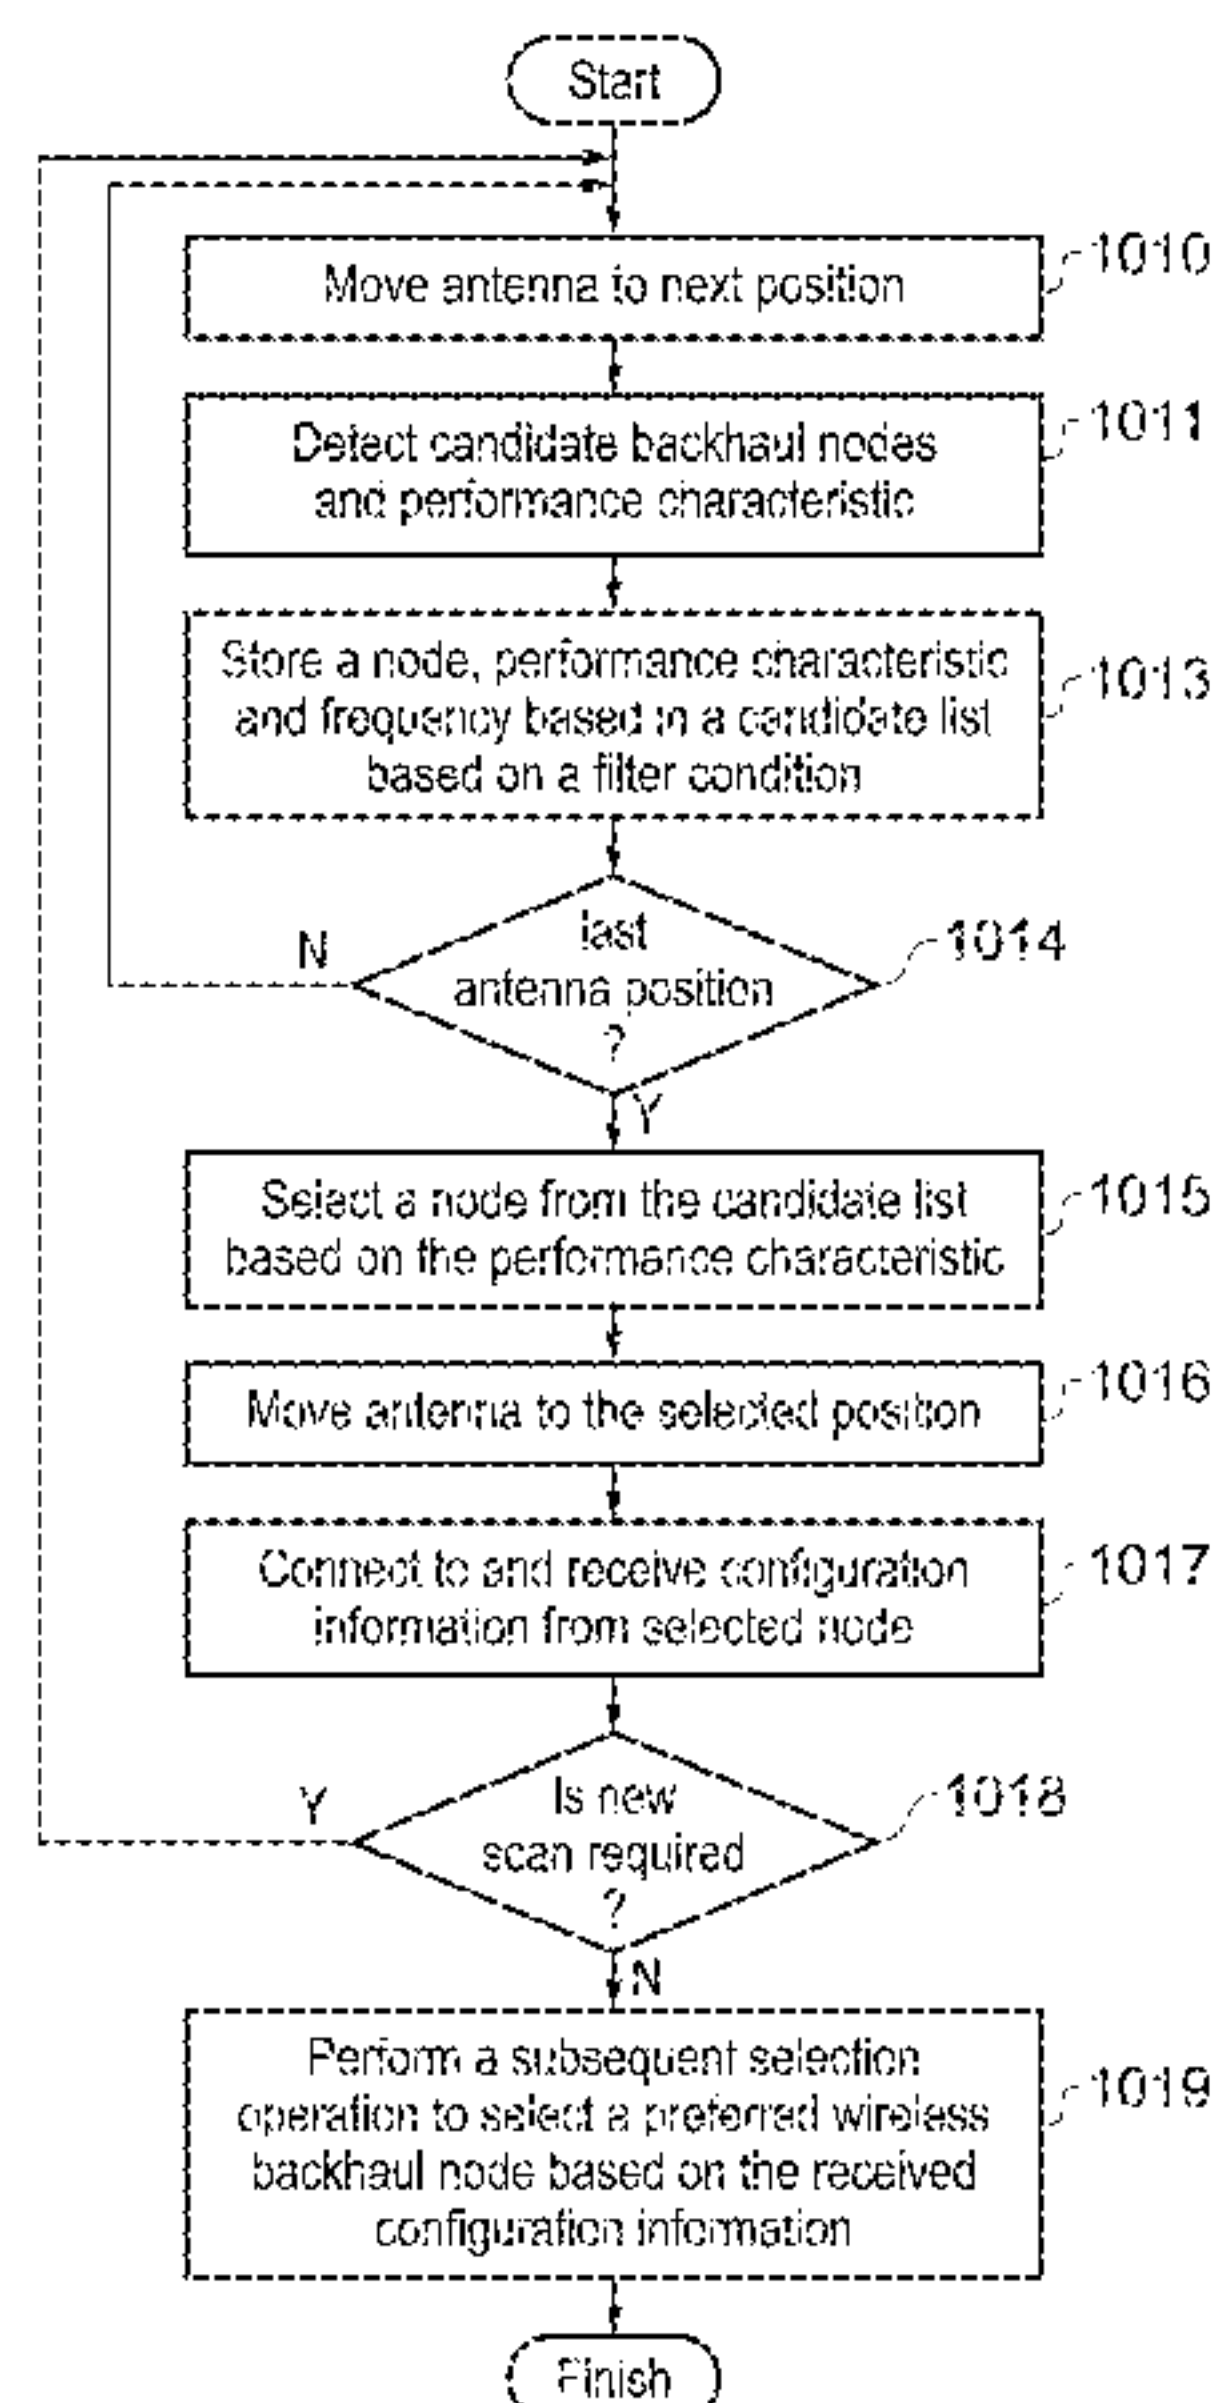 Start
Move antenna to next position
1010
Detect candidate backhaul nodes
and performance characteristic
1011
Store a node, performance characteristic
and frequency based in a candidate list
based on a filter condition
1013
last
antenna position
?
1014
N
Y
Select a node from the candidate list
based on the performance characteristic
1015
Move antenna to the selected position
1016
Connect to and receive configuration
information from selected node
1017
Is new
scan required
?
1018
Y
N
Perform a subsequent selection
operation to select a preferred wireless
backhaul node based on the received
configuration information
1019
Finish